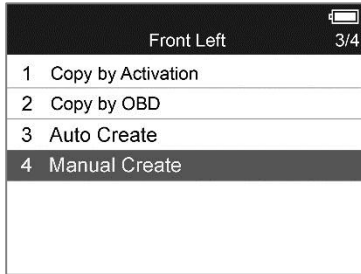 Front Left 3/4
1 Copy by Activation
2 Copy by OBD
3 Auto Create
4 Manual Create